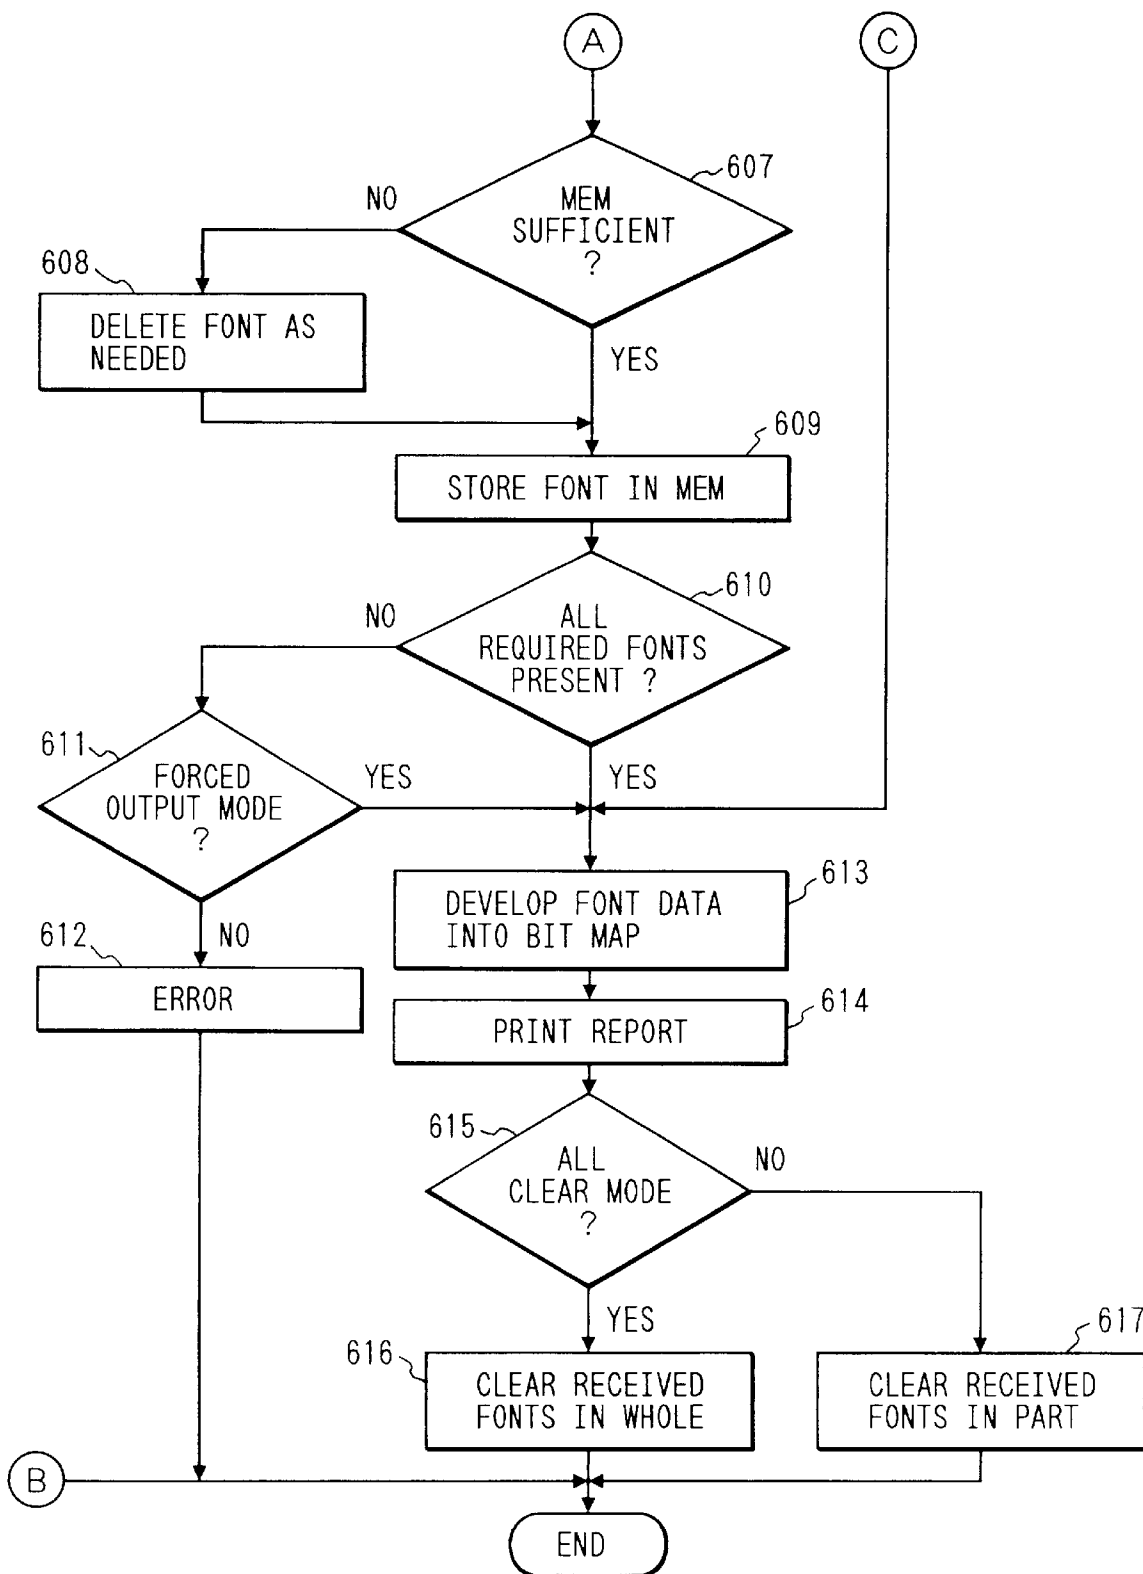 A
C
607
NO
MEM
SUFFICIENT
?
608
DELETE FONT AS
NEEDED
YES
609
STORE FONT IN MEM
610
NO
ALL
REQUIRED FONTS
PRESENT ?
611
FORCED
OUTPUT MODE
?
YES
YES
613
DEVELOP FONT DATA
INTO BIT MAP
612
NO
ERROR
614
PRINT REPORT
615
ALL
CLEAR MODE
?
NO
YES
616
CLEAR RECEIVED
FONTS IN WHOLE
617
CLEAR RECEIVED
FONTS IN PART
B
END